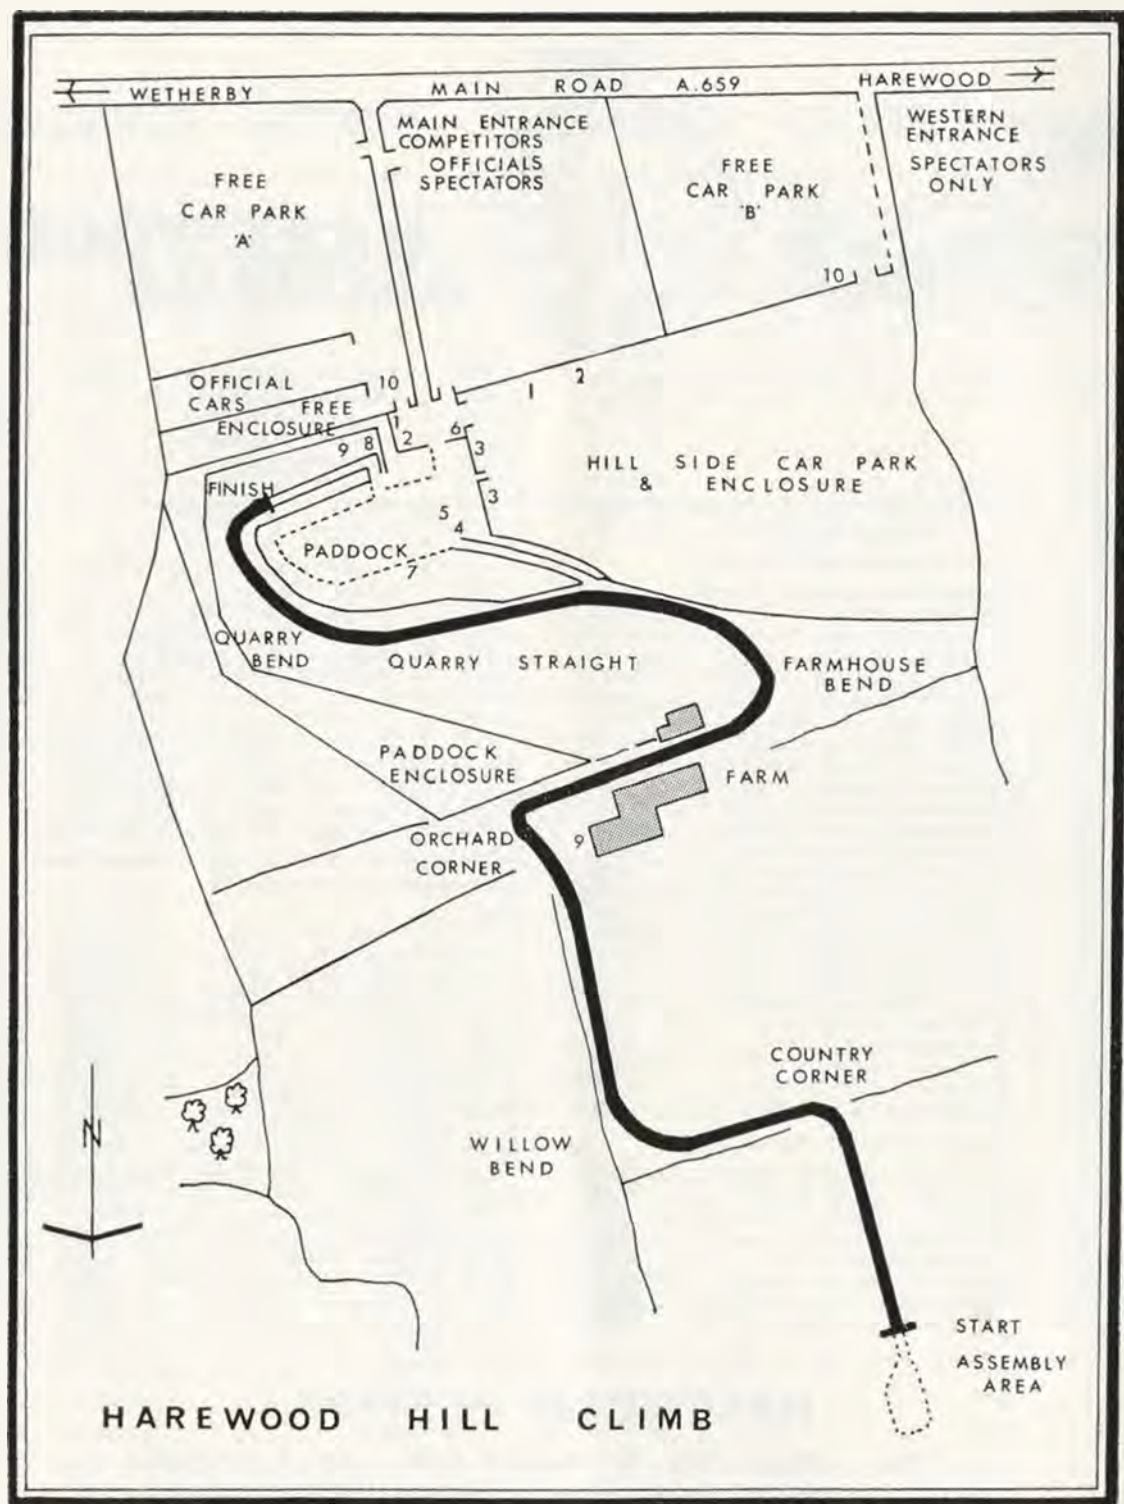 WETHERBY
MAIN ROAD A.659
HAREWOOD
MAIN ENTRANCE
COMPETITORS
OFFICIALS
SPECTATORS
WESTERN
ENTRANCE
SPECTATORS
ONLY
FREE
CAR PARK
'A'
FREE
CAR PARK
'B'
10
OFFICIAL
CARS
10
FREE
ENCLOSURE
1
2
1
2
6
3
3
9
8
HILL SIDE CAR PARK
& ENCLOSURE
FINISH
5
4
PADDOCK
7
QUARRY
BEND
QUARRY STRAIGHT
FARMHOUSE
BEND
PADDOCK
ENCLOSURE
FARM
ORCHARD
CORNER
9
COUNTRY
CORNER
N
WILLOW
BEND
START
ASSEMBLY
AREA
HAREWOOD HILL CLIMB